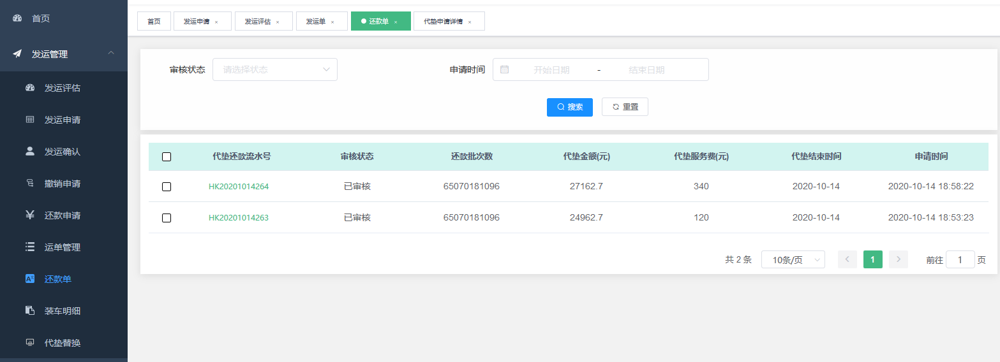 首页
发运管理
发运评估
发运申请
发运确认
撤销申请
还款申请
运单管理
还款单
装车明细
代垫替换
首页 发运申请 × 发运评估 × 发运单 × 还款单 × 代垫申请详情 ×
审核状态 请选择状态 申请时间 开始日期 - 结束日期
搜索 重置
代垫还款流水号 审核状态 还款批次数 代垫金额(元) 代垫服务费(元) 代垫结束时间 申请时间
HK20201014264 已审核 65070181096 27162.7 340 2020-10-14 2020-10-14 18:58:22
HK20201014263 已审核 65070181096 24962.7 120 2020-10-14 2020-10-14 18:53:23
共 2 条 10条/页 1 前往 1 页